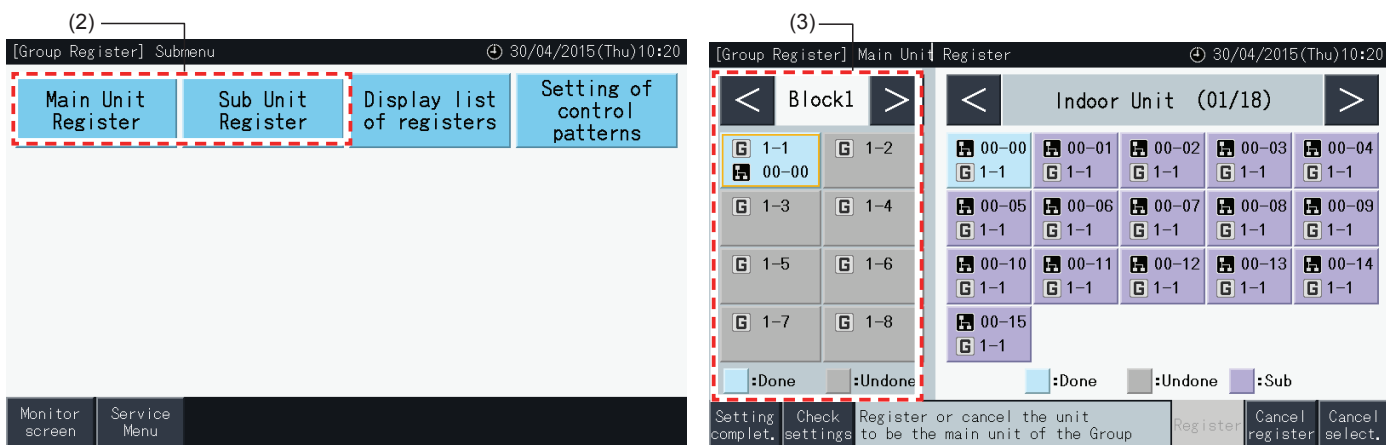 (2)
[Group Register] Submenu 30/04/2015(Thu)10:20
Main Unit Register
Sub Unit Register
Display list of registers
Setting of control patterns
Monitor screen
Service Menu
(3)
[Group Register] Main Unit Register 30/04/2015(Thu)10:20
< Block1 >
G 1-1
00-00
G 1-2
G 1-3
G 1-4
G 1-5
G 1-6
G 1-7
G 1-8
:Done :Undone
< Indoor Unit (01/18) >
00-00 00-01 00-02 00-03 00-04
G 1-1 G 1-1 G 1-1 G 1-1 G 1-1
00-05 00-06 00-07 00-08 00-09
G 1-1 G 1-1 G 1-1 G 1-1 G 1-1
00-10 00-11 00-12 00-13 00-14
G 1-1 G 1-1 G 1-1 G 1-1 G 1-1
00-15
G 1-1
:Done :Undone :Sub
Setting complet.
Check settings
Register or cancel the unit
to be the main unit of the Group
Register
Cancel register
Cancel select.